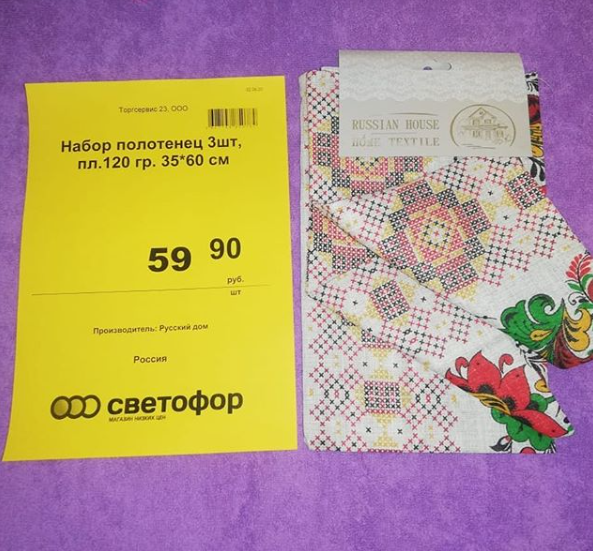 Торгсервис 23, ООО
Набор полотенец 3шт,
пл.120 гр. 35*60 см
59 90
руб.
шт
Производитель: Русский дом
Россия
светофор
МАГАЗИН НИЗКИХ ЦЕН
RUSSIAN HOUSE
HOME TEXTILE